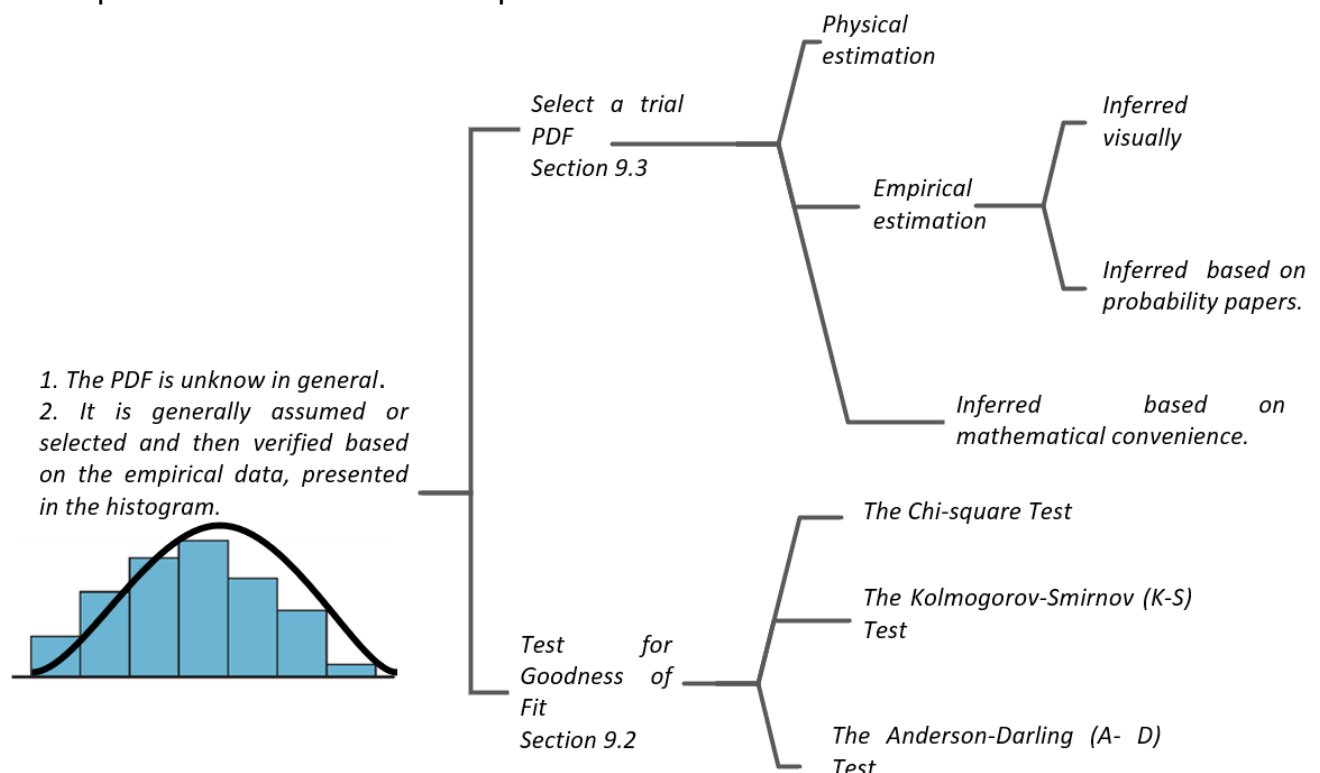 Physical
estimation
Select a trial
PDF
Section 9.3
Inferred
visually
Empirical
estimation
Inferred based on
probability papers.
1. The PDF is unknow in general.
2. It is generally assumed or
selected and then verified based
on the empirical data, presented
in the histogram.
Inferred based on
mathematical convenience.
The Chi-square Test
The Kolmogorov-Smirnov (K-S)
Test
Test for
Goodness of
Fit
Section 9.2
The Anderson-Darling (A- D)
Test